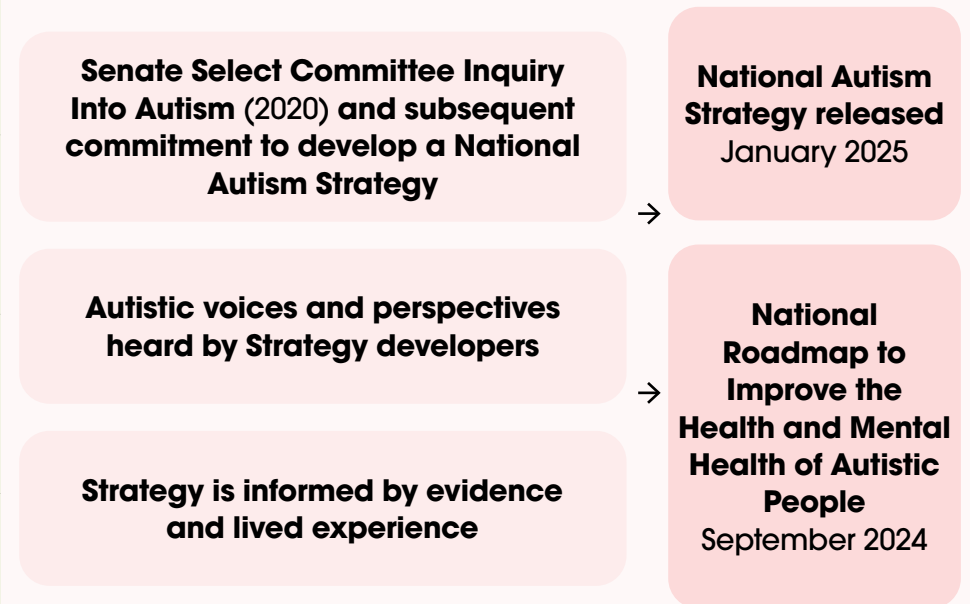 Senate Select Committee Inquiry
Into Autism (2020) and subsequent
commitment to develop a National
Autism Strategy
Autistic voices and perspectives
heard by Strategy developers
Strategy is informed by evidence
and lived experience
→
→
National Autism
Strategy released
January 2025
National
Roadmap to
Improve the
Health and Mental
Health of Autistic
People
September 2024